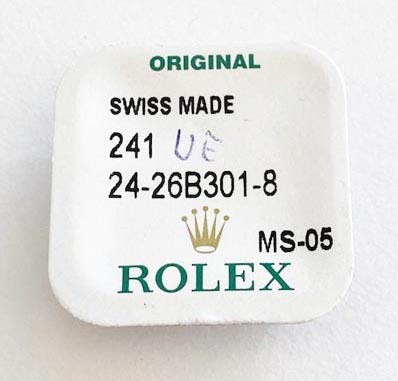 ORIGINAL
SWISS MADE
241 UE
24-26B301-8
MS-05
ROLEX